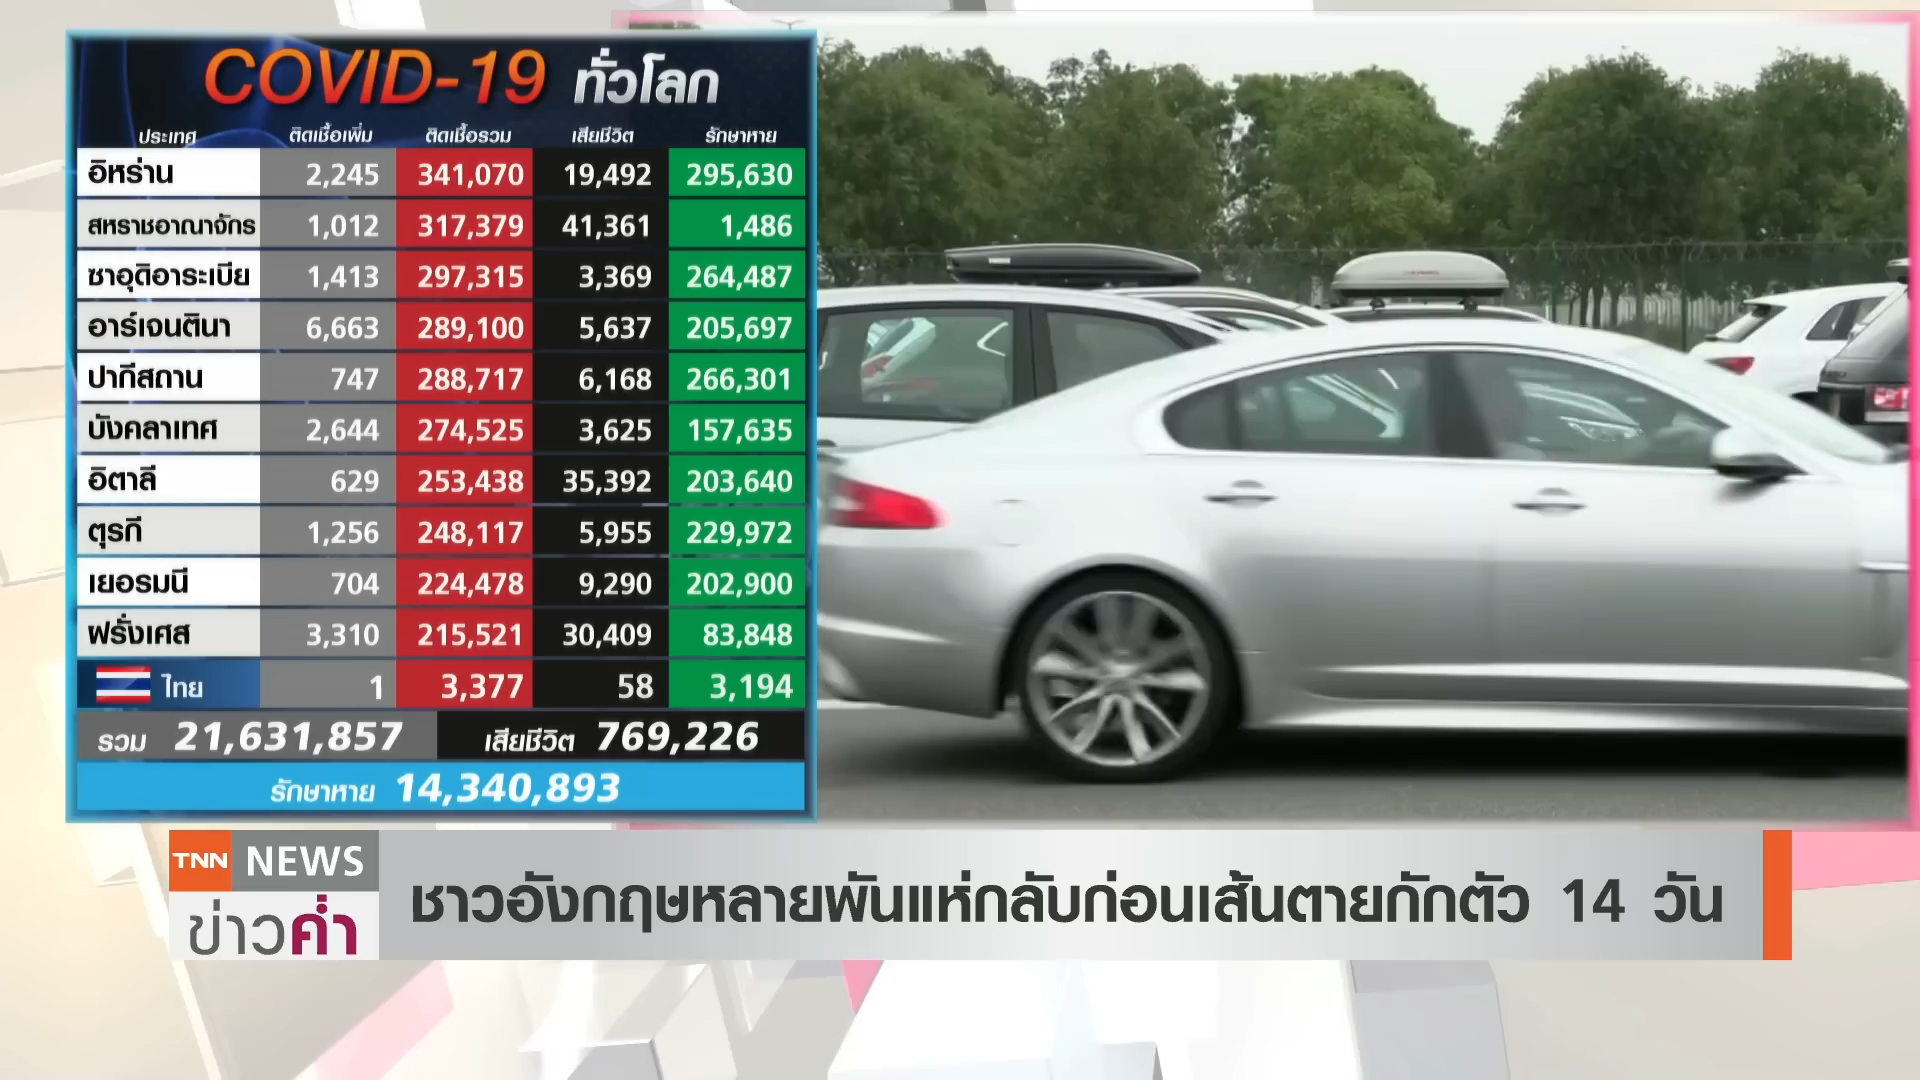 COVID-19 ทั่วโลก
ประเทศ ติดเชื้อเพิ่ม ติดเชื้อรวม เสียชีวิต รักษาหาย
อิหร่าน 2,245 341,070 19,492 295,630
สหราชอาณาจักร 1,012 317,379 41,361 1,486
ซาอุดิอาระเบีย 1,413 297,315 3,369 264,487
อาร์เจนตินา 6,663 289,100 5,637 205,697
ปากีสถาน 747 288,717 6,168 266,301
บังคลาเทศ 2,644 274,525 3,625 157,635
อิตาลี 629 253,438 35,392 203,640
ตุรกี 1,256 248,117 5,955 229,972
เยอรมนี 704 224,478 9,290 202,900
ฝรั่งเศส 3,310 215,521 30,409 83,848
ไทย 1 3,377 58 3,194
รวม 21,631,857 เสียชีวิต 769,226
รักษาหาย 14,340,893
TNN NEWS
ข่าวค่ำ
ชาวอังกฤษหลายพันแห่กลับก่อนเส้นตายกักตัว 14 วัน